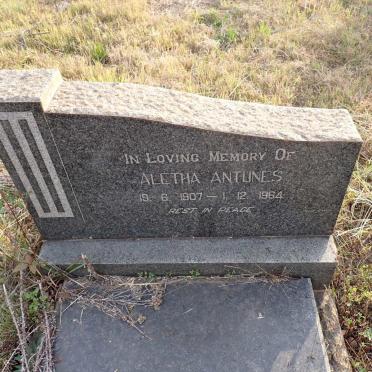 In Loving Memory Of
ALETHA ANTUNES
19. 6. 1907 - 1. 12. 1964
REST IN PEACE